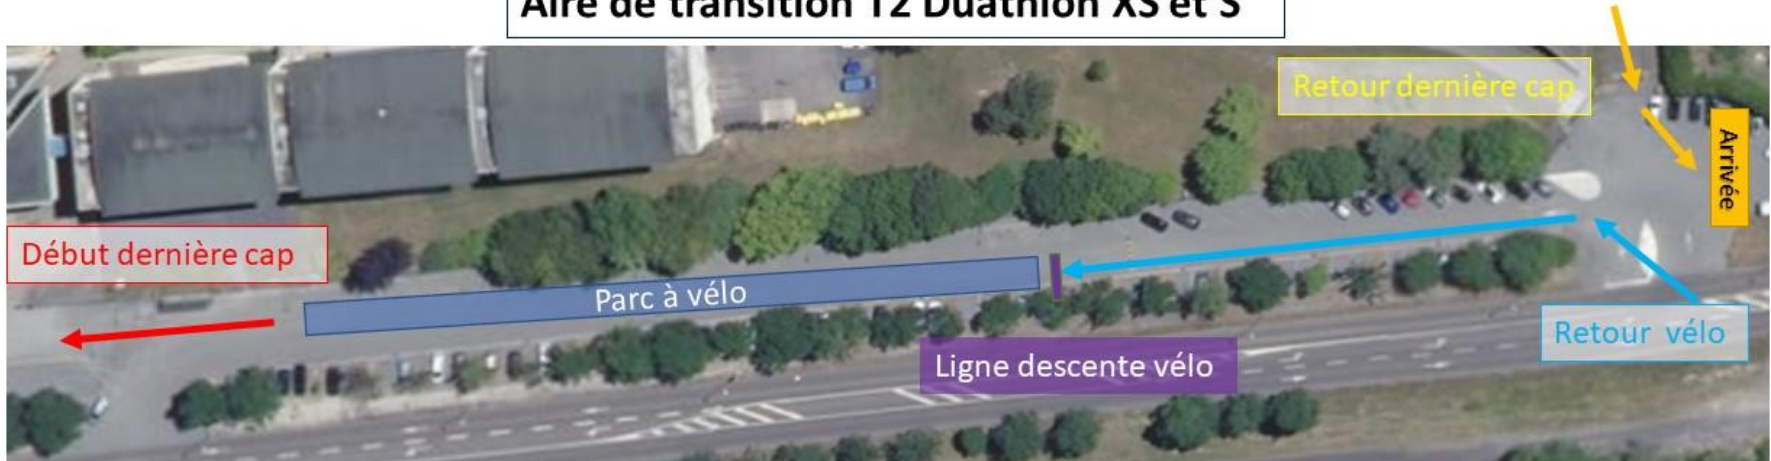 Aire de transition T2 Duathlon XS et S
Retour dernière cap
Arrivée
Début dernière cap
Parc à vélo
Retour vélo
Ligne descente vélo